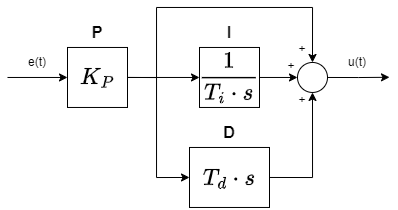 P
I
D
e(t)
K_P
1
T_i · s
T_d · s
+
+
+
u(t)